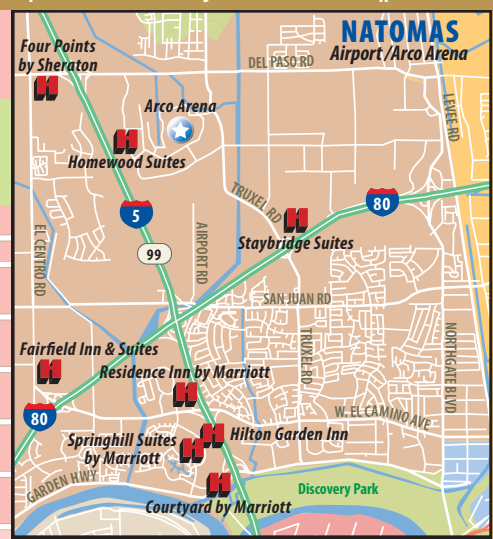 NATOMAS
Airport/Arco Arena
Four Points
by Sheraton
DEL PASO RD
LEVEE RD
Arco Arena
Homewood Suites
TRUXEL RD
80
5
Staybridge Suites
99
AIRPORT RD
EL CENTRO RD
SAN JUAN RD
TRUXEL RD
NORTHGATE BLVD
Fairfield Inn & Suites
Residence Inn by Marriott
80
W. EL CAMINO AVE
Springhill Suites
by Marriott
Hilton Garden Inn
GARDEN HWY
Discovery Park
Courtyard by Marriott